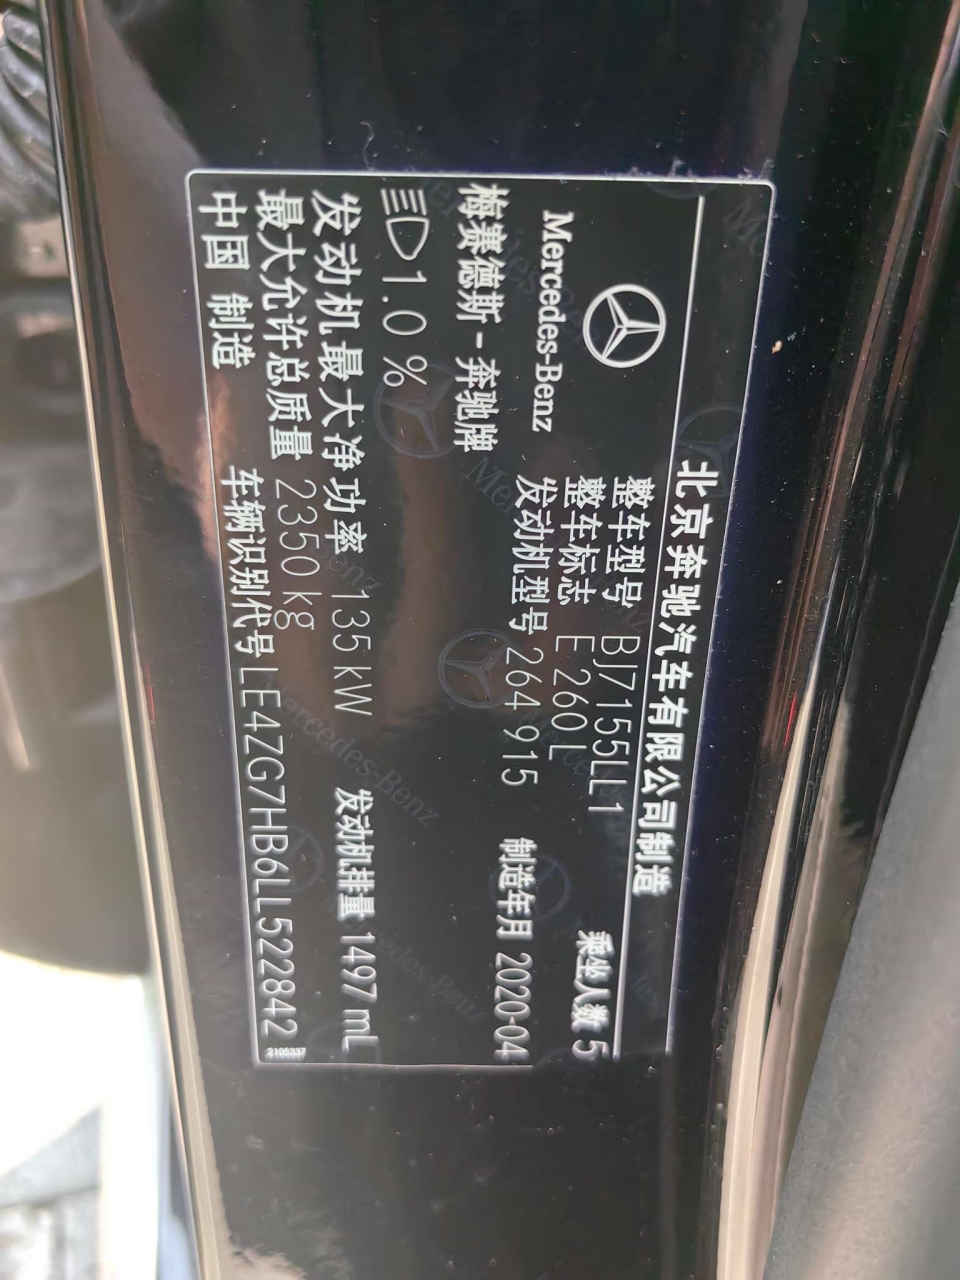 北京奔驰汽车有限公司制造
Mercedes-Benz
整车型号 BJ7155LL1 乘坐人数 5
整车标志 E 260 L
梅赛德斯-奔驰牌 发动机型号 264 915 制造年月 2020-04
1.0 %
发动机最大净功率 135 kW 发动机排量 1497 mL
最大允许总质量 2350 kg
中国 制造 车辆识别代号 LE4ZG7HB6LL522842
2105337